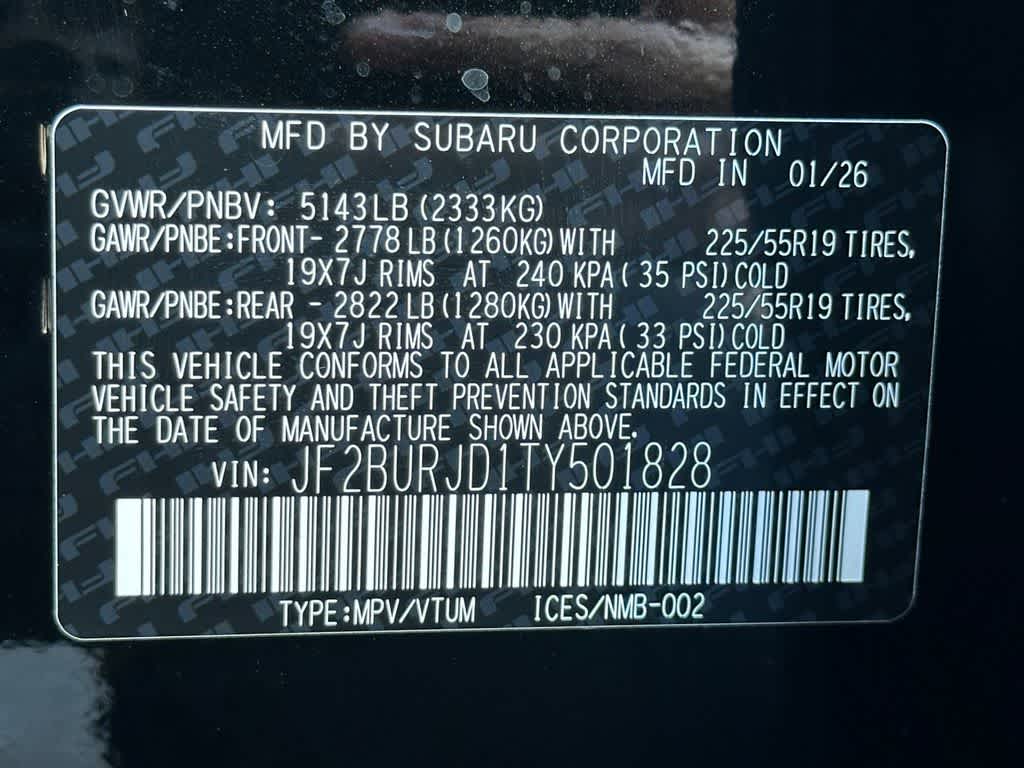 MFD BY SUBARU CORPORATION
MFD IN 01/26
GVWR/PNBV: 5143LB (2333KG)
GAWR/PNBE:FRONT- 2778 LB (1260KG) WITH 225/55R19 TIRES,
19X7J RIMS AT 240 KPA ( 35 PSI) COLD
GAWR/PNBE:REAR - 2822 LB (1280KG) WITH 225/55R19 TIRES,
19X7J RIMS AT 230 KPA ( 33 PSI) COLD
THIS VEHICLE CONFORMS TO ALL APPLICABLE FEDERAL MOTOR
VEHICLE SAFETY AND THEFT PREVENTION STANDARDS IN EFFECT ON
THE DATE OF MANUFACTURE SHOWN ABOVE.
VIN: JF2BURJD1TY501828
TYPE:MPV/VTUM ICES/NMB-002